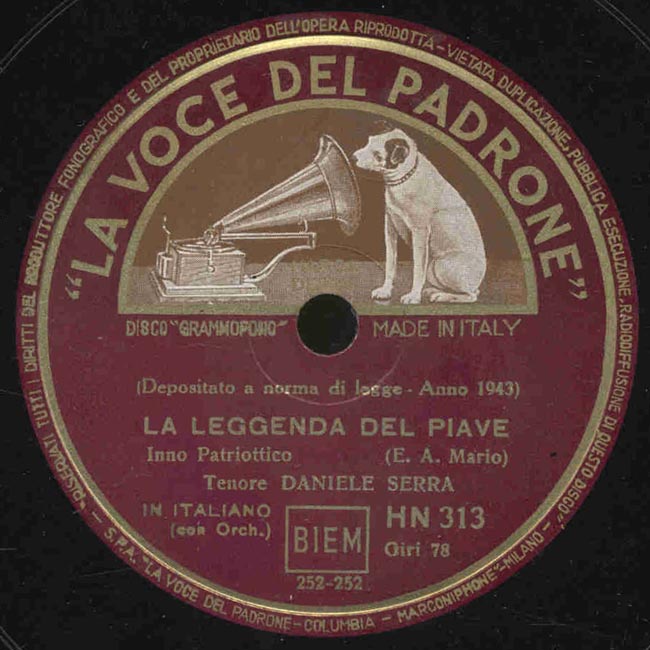 "RISERVATI TUTTI I DIRITTI DEL PRODUTTORE FONOGRAFICO E DEL PROPRIETARIO DELL'OPERA RIPRODOTTA - VIETATA DUPLICAZIONE, PUBBLICA ESECUZIONE, RADIODIFFUSIONE DI QUESTO DISCO"
"LA VOCE DEL PADRONE"
DISCO "GRAMMOFONO" MADE IN ITALY
(Depositato a norma di legge - Anno 1943)
LA LEGGENDA DEL PIAVE
Inno Patriottico (E. A. Mario)
Tenore DANIELE SERRA
IN ITALIANO
(con Orch.)
BIEM
HN 313
Giri 78
252-252
- S.P.A. "LA VOCE DEL PADRONE - COLUMBIA - MARCONIPHONE" - MILANO -